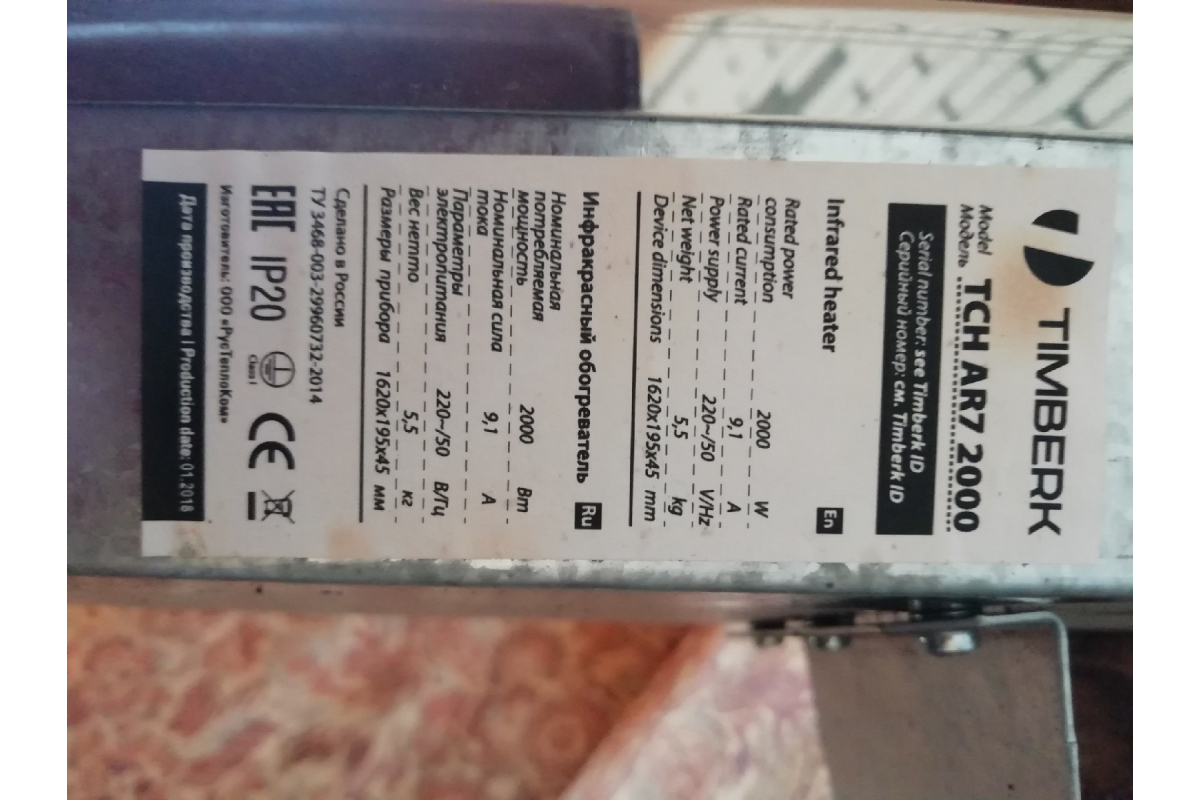 TIMBERK
Model
Модель TCH AR7 2000
Serial number: see Timberk ID
Серийный номер: см. Timberk ID
Infrared heater En
Rated power
consumption 2000 W
Rated current 9,1 A
Power supply 220~/50 V/Hz
Net weight 5,5 kg
Device dimensions 1620x195x45 mm
Инфракрасный обогреватель Ru
Номинальная
потребляемая
мощность 2000 Вт
Номинальная сила
тока 9,1 А
Параметры
электропитания 220~/50 В/Гц
Вес нетто 5,5 кг
Размеры прибора 1620x195x45 мм
Сделано в России
ТУ 3468-003-29960732-2014
EAC IP20 Class I CE
Изготовитель: ООО «РусТеплоКом»
Дата производства I Production date: 01.2018